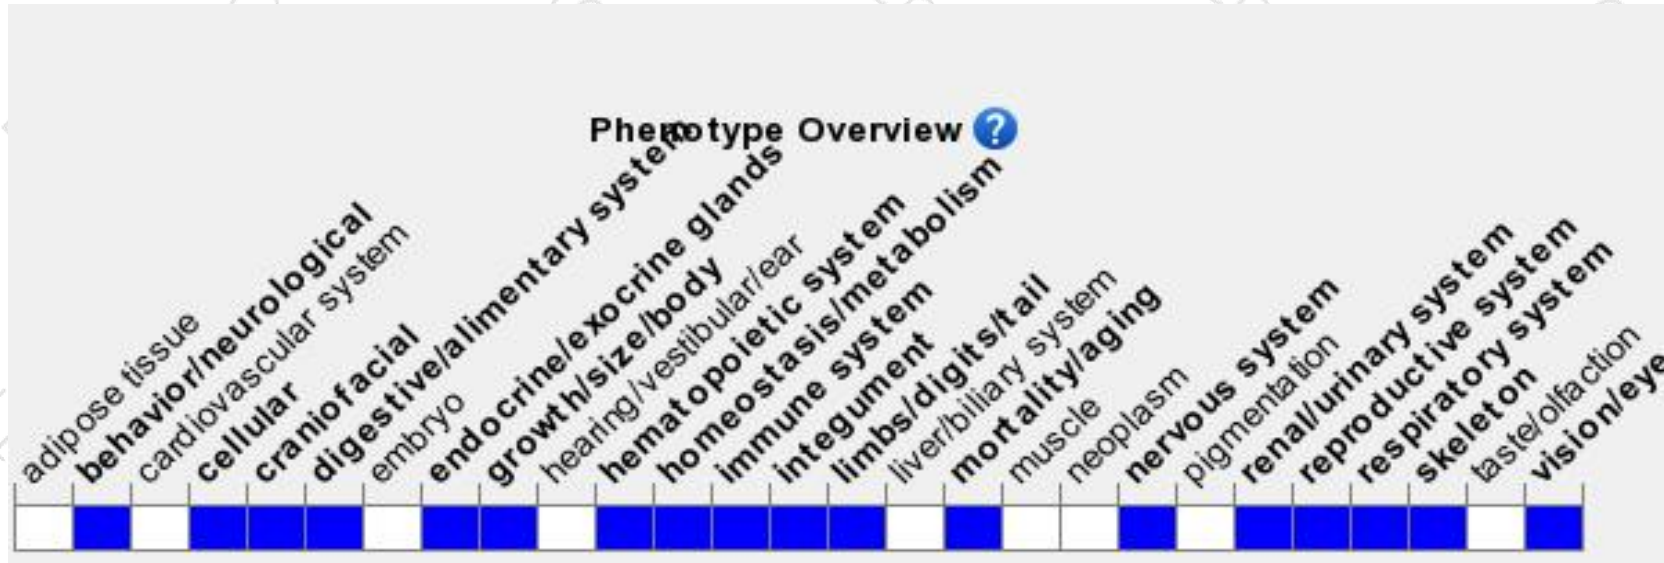 Phenotype Overview ?
adipose tissue
behavior/neurological
cardiovascular system
cellular
craniofacial
digestive/alimentary system
embryo
endocrine/exocrine glands
growth/size/body
hearing/vestibular/ear
hematopoietic system
homeostasis/metabolism
immune system
integument
limbs/digits/tail
liver/biliary system
mortality/aging
muscle
neoplasm
nervous system
pigmentation
renal/urinary system
reproductive system
respiratory system
skeleton
taste/olfaction
vision/eye